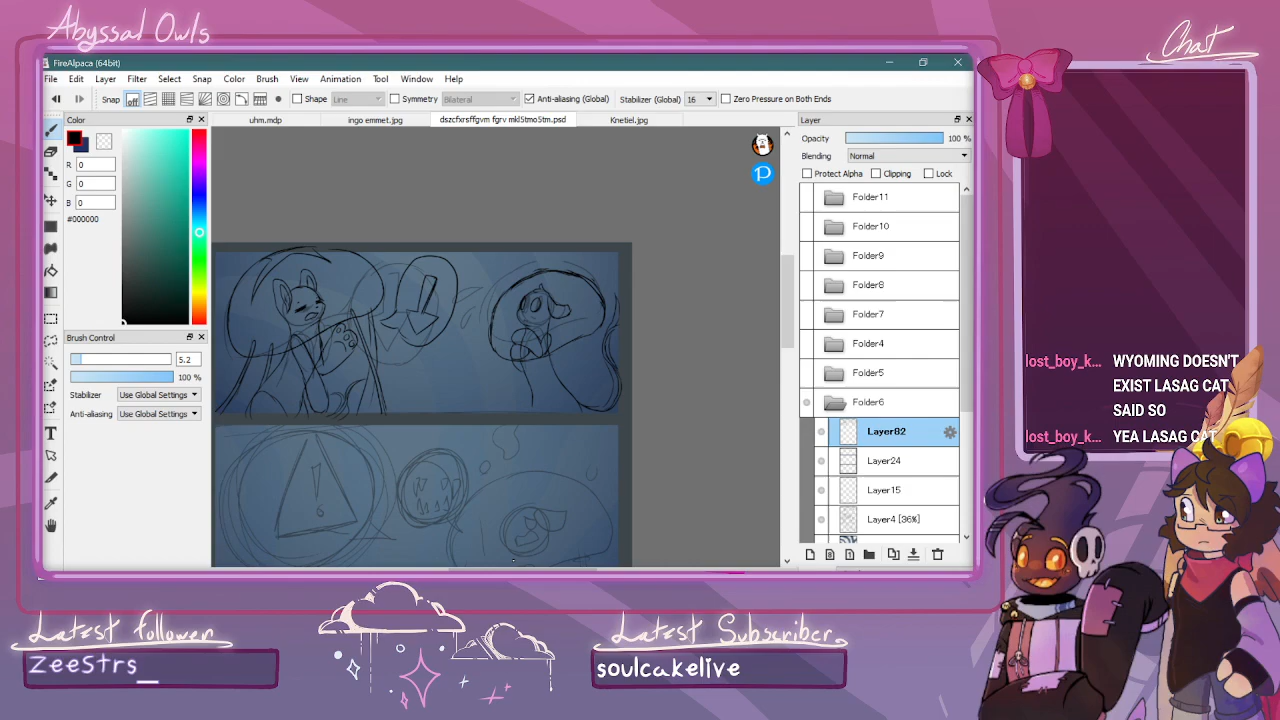 Abyssal Owls
Chat
FireAlpaca (64bit)
File Edit Layer Filter Select Snap Color Brush View Animation Tool Window Help
Snap off Shape Line Symmetry Bilateral Anti-aliasing (Global) Stabilizer (Global) 16 Zero Pressure on Both Ends
Color
uhm.mdp ingo emmet.jpg dszcfxrsffgvm fgrv mkl5tmo5tm.psd Knetiel.jpg
Layer
R 0
G 0
B 0
#000000
Opacity 100 %
Blending Normal
Protect Alpha Clipping Lock
Folder11
Folder10
Folder9
Folder8
Folder7
Folder4
Folder5
Folder6
Layer82
Layer24
Layer15
Layer4 [36%]
Brush Control
5.2
100 %
Stabilizer Use Global Settings
Anti-aliasing Use Global Settings
T
P
!
lost_boy_k... WYOMING DOESN'T
EXIST LASAG CAT
SAID SO
lost_boy_k... YEA LASAG CAT
Latest follower
zeeStrs_
Latest Subscriber
soulcakelive